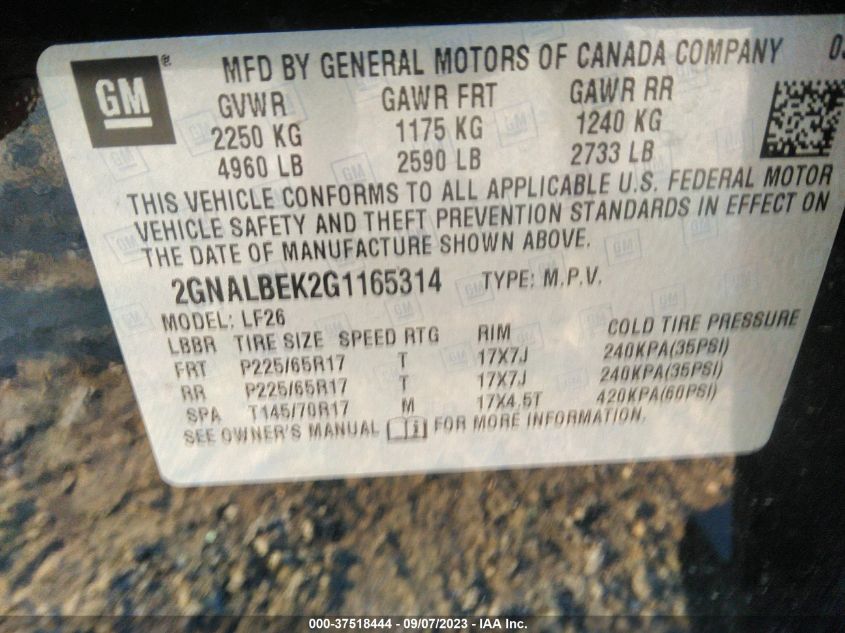 GM ® MFD BY GENERAL MOTORS OF CANADA COMPANY
GVWR GAWR FRT GAWR RR
2250 KG 1175 KG 1240 KG
4960 LB 2590 LB 2733 LB
THIS VEHICLE CONFORMS TO ALL APPLICABLE U.S. FEDERAL MOTOR
VEHICLE SAFETY AND THEFT PREVENTION STANDARDS IN EFFECT ON
THE DATE OF MANUFACTURE SHOWN ABOVE.
2GNALBEK2G1165314 TYPE: M.P.V.
MODEL: LF26
LBBR TIRE SIZE SPEED RTG RIM COLD TIRE PRESSURE
FRT P225/65R17 T 17X7J 240KPA(35PSI)
RR P225/65R17 T 17X7J 240KPA(35PSI)
SPA T145/70R17 M 17X4.5T 420KPA(60PSI)
SEE OWNER'S MANUAL i FOR MORE INFORMATION.
000-37518444 - 09/07/2023 - IAA Inc.